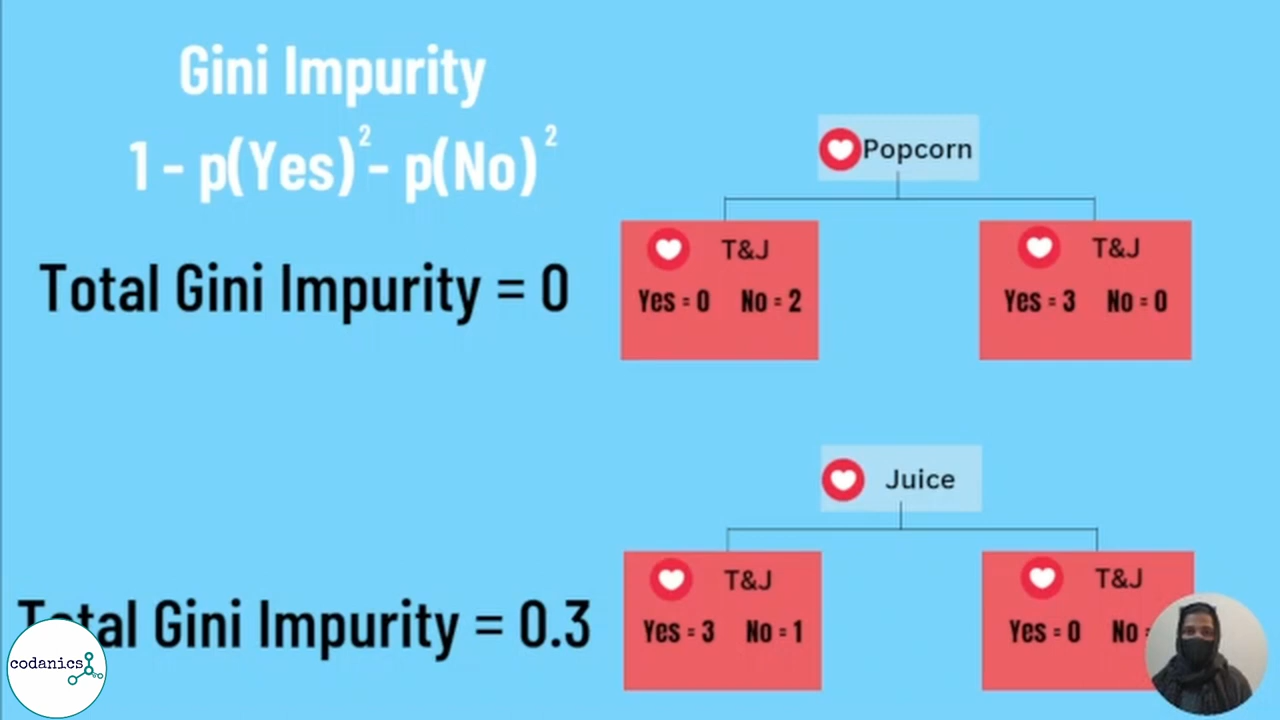 Gini Impurity
1 - p(Yes)² - p(No)²
Total Gini Impurity = 0
Popcorn
T&J
Yes = 0 No = 2
T&J
Yes = 3 No = 0
Juice
T&J
Yes = 3 No = 1
T&J
Yes = 0 No =
Total Gini Impurity = 0.3
codanics